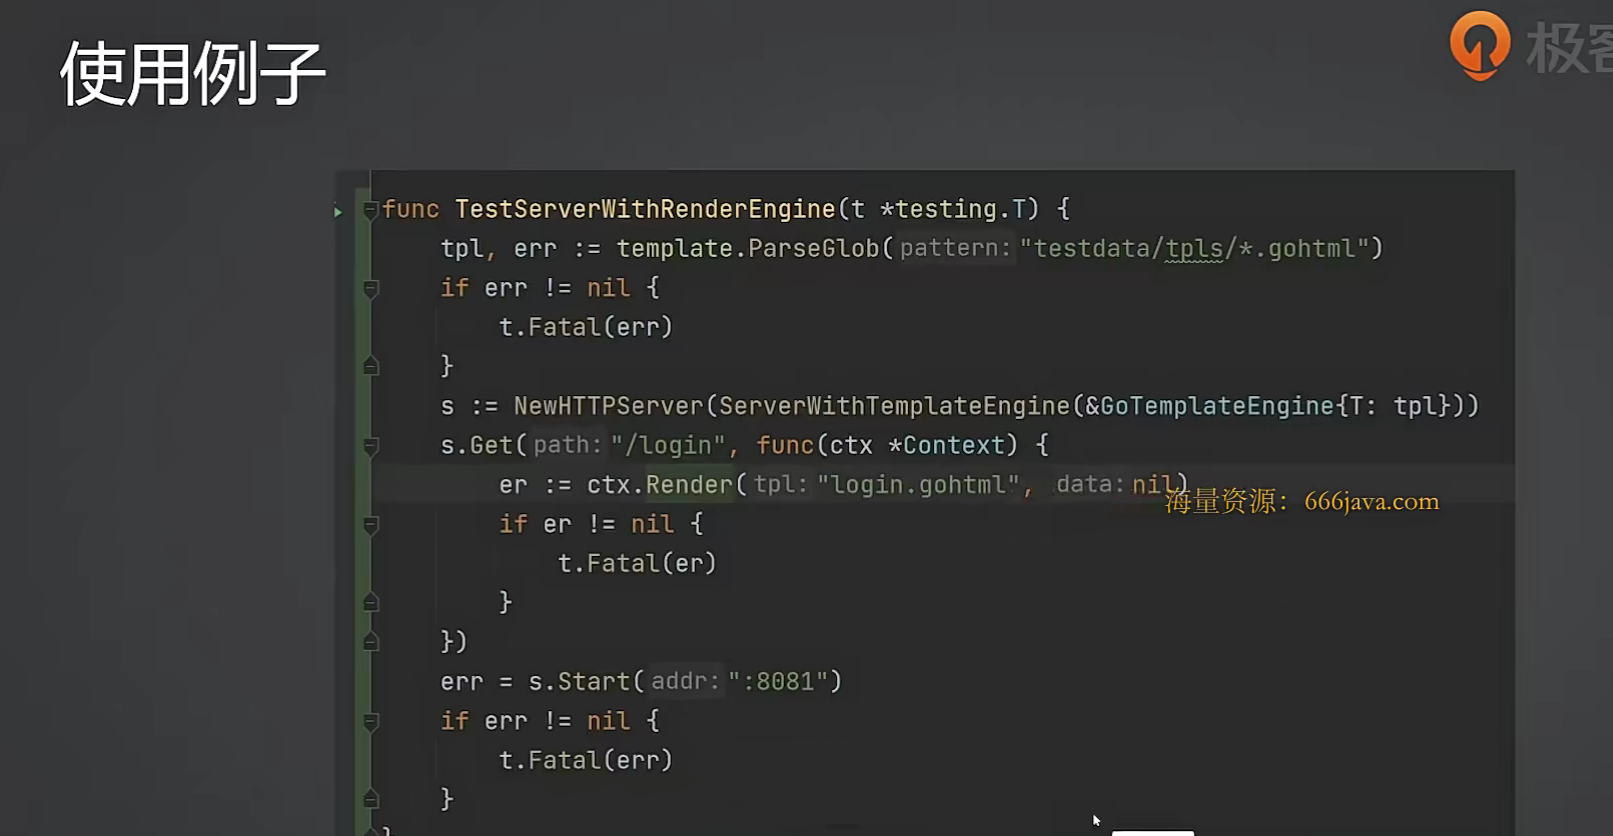 使用例子
极客
func TestServerWithRenderEngine(t *testing.T) {
tpl, err := template.ParseGlob( pattern: "testdata/tpls/*.gohtml")
if err != nil {
t.Fatal(err)
}
s := NewHTTPServer(ServerWithTemplateEngine(&GoTemplateEngine{T: tpl}))
s.Get( path: "/login", func(ctx *Context) {
er := ctx.Render( tpl: "login.gohtml", data: nil)
海量资源：666java.com
if er != nil {
t.Fatal(er)
}
})
err = s.Start( addr: ":8081")
if err != nil {
t.Fatal(err)
}
}